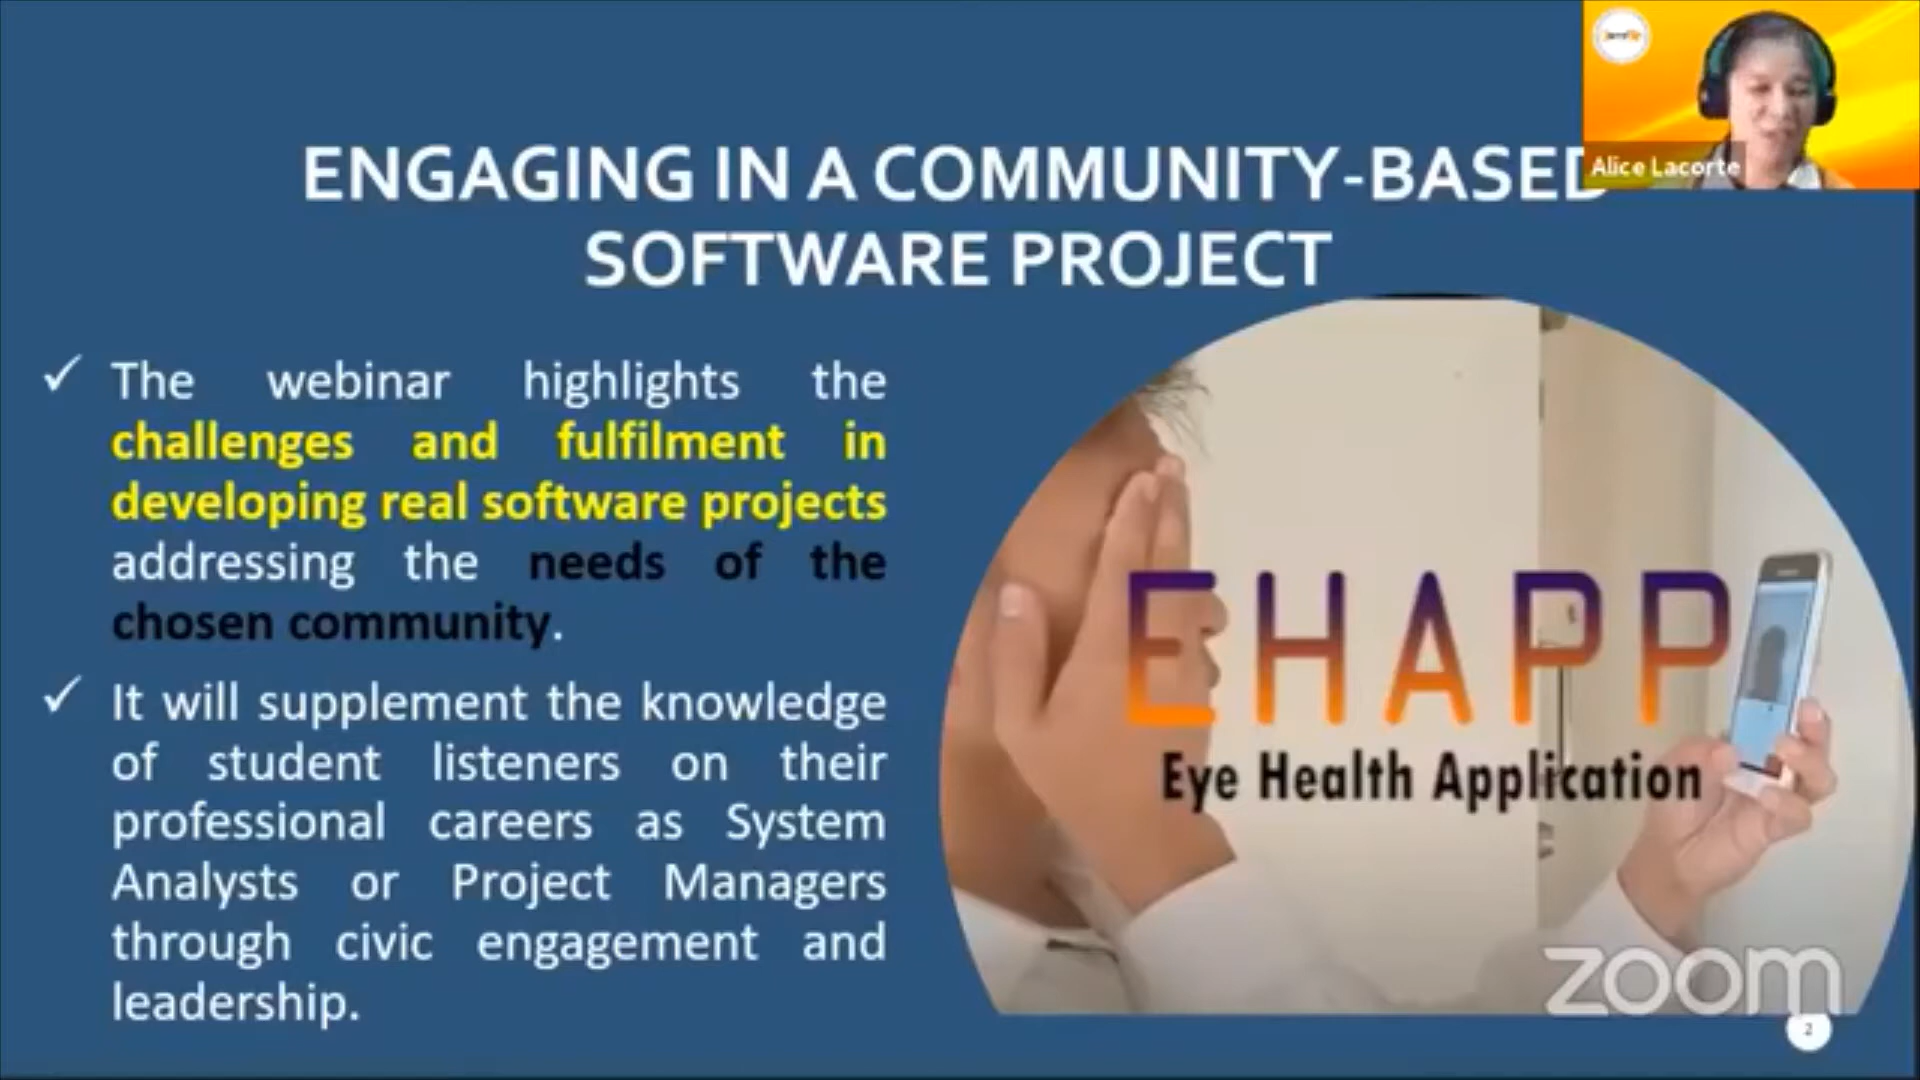 ENGAGING IN A COMMUNITY-BASED
SOFTWARE PROJECT
Alice Lacorte
✓ The webinar highlights the
challenges and fulfilment in
developing real software projects
addressing the needs of the
chosen community.
✓ It will supplement the knowledge
of student listeners on their
professional careers as System
Analysts or Project Managers
through civic engagement and
leadership.
EHAPP
Eye Health Application
zoom
2